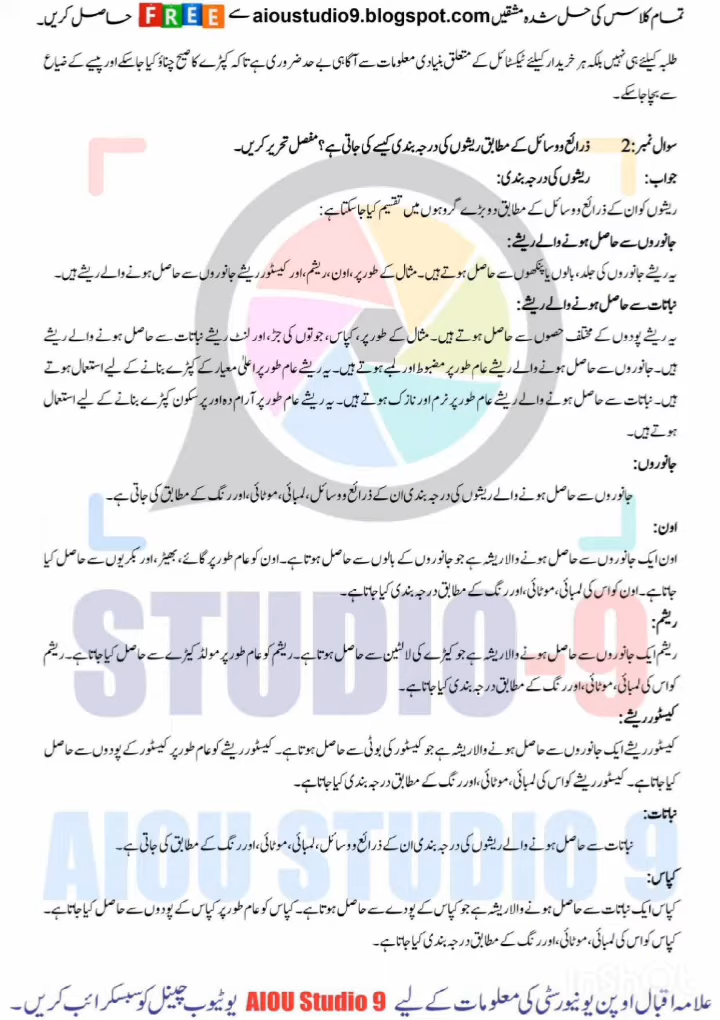 تمام کلاسس کی حل شدہ مشقیں aioustudio9.blogspot.com سے FREE حاصل کریں۔
طلبہ کیلئے ہی نہیں بلکہ ہر خریدار کیلئے ٹیکسٹائل کے متعلق بنیادی معلومات سے آگاہی بے حد ضروری ہے تاکہ کپڑے کا صحیح چناؤ کیا جا سکے اور پیسے کے ضیاع
سے بچا جا سکے۔
سوال نمبر:2 ذرائع و وسائل کے مطابق ریشوں کی درجہ بندی کیسے کی جاتی ہے؟ مفصل تحریر کریں۔
جواب: ریشوں کی درجہ بندی:
ریشوں کو ان کے ذرائع و وسائل کے مطابق دو بڑے گروہوں میں تقسیم کیا جا سکتا ہے:
جانوروں سے حاصل ہونے والے ریشے:
یہ ریشے جانوروں کی جلد، بالوں یا پنکھوں سے حاصل ہوتے ہیں۔ مثال کے طور پر، اون، ریشم، اور کیسٹور ریشے جانوروں سے حاصل ہونے والے ریشے ہیں۔
نباتات سے حاصل ہونے والے ریشے:
یہ ریشے پودوں کے مختلف حصوں سے حاصل ہوتے ہیں۔ مثال کے طور پر، کپاس، جوتوں کی جڑ، اور لنٹ ریشے نباتات سے حاصل ہونے والے ریشے
ہیں۔ جانوروں سے حاصل ہونے والے ریشے عام طور پر مضبوط اور لمبے ہوتے ہیں۔ یہ ریشے عام طور پر اعلیٰ معیار کے کپڑے بنانے کے لیے استعمال ہوتے
ہیں۔ نباتات سے حاصل ہونے والے ریشے عام طور پر نرم اور نازک ہوتے ہیں۔ یہ ریشے عام طور پر آرام دہ اور پر سکون کپڑے بنانے کے لیے استعمال
ہوتے ہیں۔
جانوروں:
جانوروں سے حاصل ہونے والے ریشوں کی درجہ بندی ان کے ذرائع و وسائل، لمبائی، موٹائی، اور رنگ کے مطابق کی جاتی ہے۔
اون:
اون ایک جانوروں سے حاصل ہونے والا ریشہ ہے جو جانوروں کے بالوں سے حاصل ہوتا ہے۔ اون کو عام طور پر گائے، بھیڑ، اور بکریوں سے حاصل کیا
جاتا ہے۔ اون کو اس کی لمبائی، موٹائی، اور رنگ کے مطابق درجہ بندی کیا جاتا ہے۔
ریشم:
ریشم ایک جانوروں سے حاصل ہونے والا ریشہ ہے جو کیڑے کی لالٹین سے حاصل ہوتا ہے۔ ریشم کو عام طور پر مولڈ کیڑے سے حاصل کیا جاتا ہے۔ ریشم
کو اس کی لمبائی، موٹائی، اور رنگ کے مطابق درجہ بندی کیا جاتا ہے۔
کیسٹور ریشے:
کیسٹور ریشے ایک جانوروں سے حاصل ہونے والا ریشہ ہے جو کیسٹور کی بوٹی سے حاصل ہوتا ہے۔ کیسٹور ریشے کو عام طور پر کیسٹور کے پودوں سے حاصل
کیا جاتا ہے۔ کیسٹور ریشے کو اس کی لمبائی، موٹائی، اور رنگ کے مطابق درجہ بندی کیا جاتا ہے۔
نباتات:
نباتات سے حاصل ہونے والے ریشوں کی درجہ بندی ان کے ذرائع و وسائل، لمبائی، موٹائی، اور رنگ کے مطابق کی جاتی ہے۔
کپاس:
کپاس ایک نباتات سے حاصل ہونے والا ریشہ ہے جو کپاس کے پودے سے حاصل ہوتا ہے۔ کپاس کو عام طور پر کپاس کے پودوں سے حاصل کیا جاتا ہے۔
کپاس کو اس کی لمبائی، موٹائی، اور رنگ کے مطابق درجہ بندی کیا جاتا ہے۔
STUDIO-9
AIOU STUDIO 9
InShOt
علامہ اقبال اوپن یونیورسٹی کی معلومات کے لیے AIOU Studio 9 یوٹیوب چینل کو سبسکرائب کریں۔